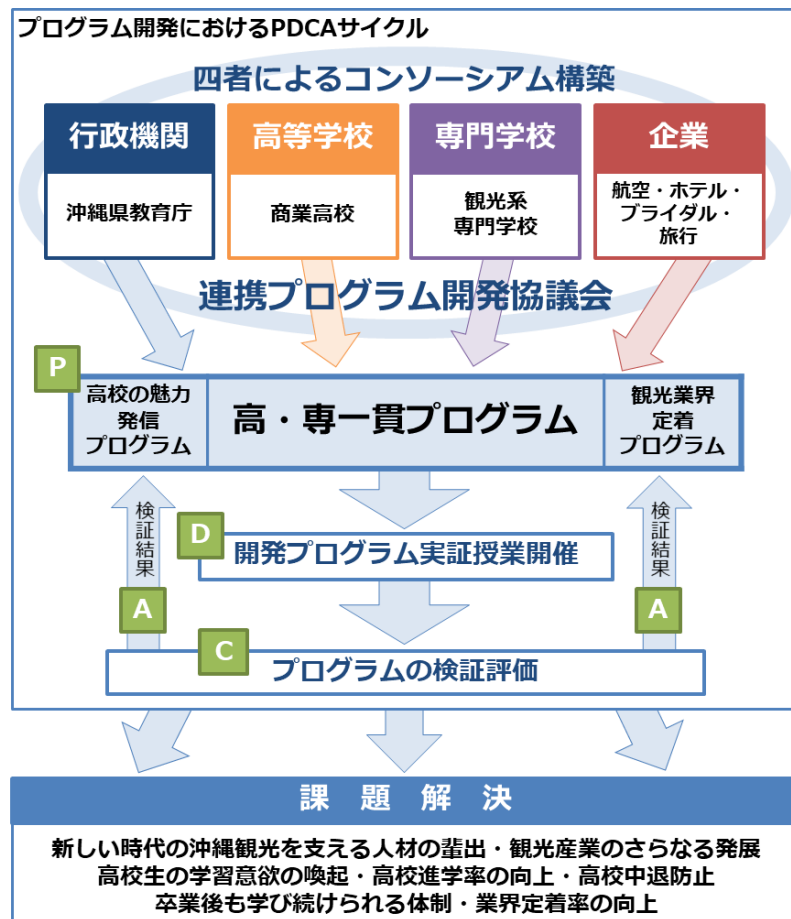 プログラム開発におけるPDCAサイクル
四者によるコンソーシアム構築
行政機関
高等学校
専門学校
企業
沖縄県教育庁
商業高校
観光系
専門学校
航空・ホテル・
ブライダル・
旅行
連携プログラム開発協議会
P
高校の魅力
発信
プログラム
高・専一貫プログラム
観光業界
定着
プログラム
検証結果
検証結果
D
開発プログラム実証授業開催
A
A
C
プログラムの検証評価
課題解決
新しい時代の沖縄観光を支える人材の輩出・観光産業のさらなる発展
高校生の学習意欲の喚起・高校進学率の向上・高校中退防止
卒業後も学び続けられる体制・業界定着率の向上